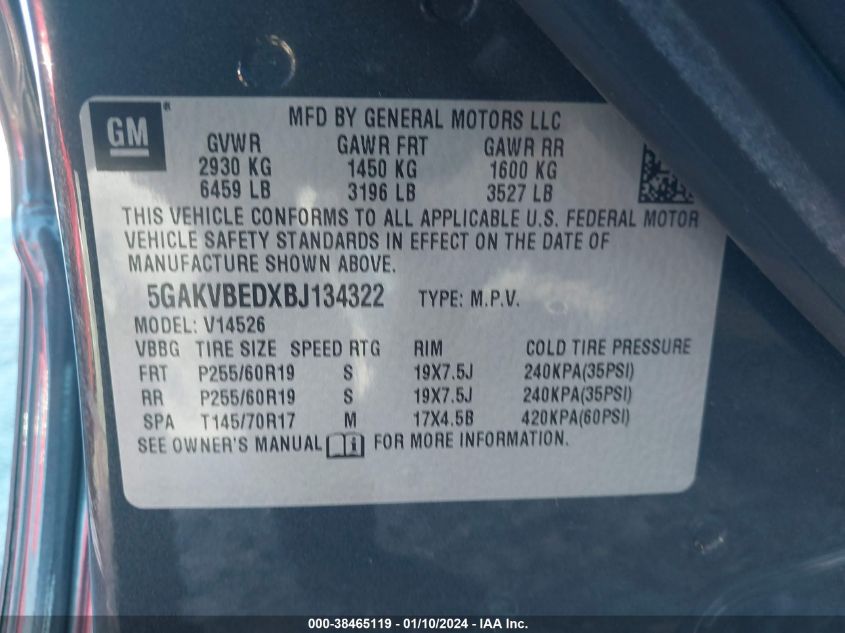 GM ®
MFD BY GENERAL MOTORS LLC
GVWR GAWR FRT GAWR RR
2930 KG 1450 KG 1600 KG
6459 LB 3196 LB 3527 LB
THIS VEHICLE CONFORMS TO ALL APPLICABLE U.S. FEDERAL MOTOR
VEHICLE SAFETY STANDARDS IN EFFECT ON THE DATE OF
MANUFACTURE SHOWN ABOVE.
5GAKVBEDXBJ134322 TYPE: M.P.V.
MODEL: V14526
VBBG TIRE SIZE SPEED RTG RIM COLD TIRE PRESSURE
FRT P255/60R19 S 19X7.5J 240KPA(35PSI)
RR P255/60R19 S 19X7.5J 240KPA(35PSI)
SPA T145/70R17 M 17X4.5B 420KPA(60PSI)
SEE OWNER'S MANUAL i FOR MORE INFORMATION.
000-38465119 - 01/10/2024 - IAA Inc.